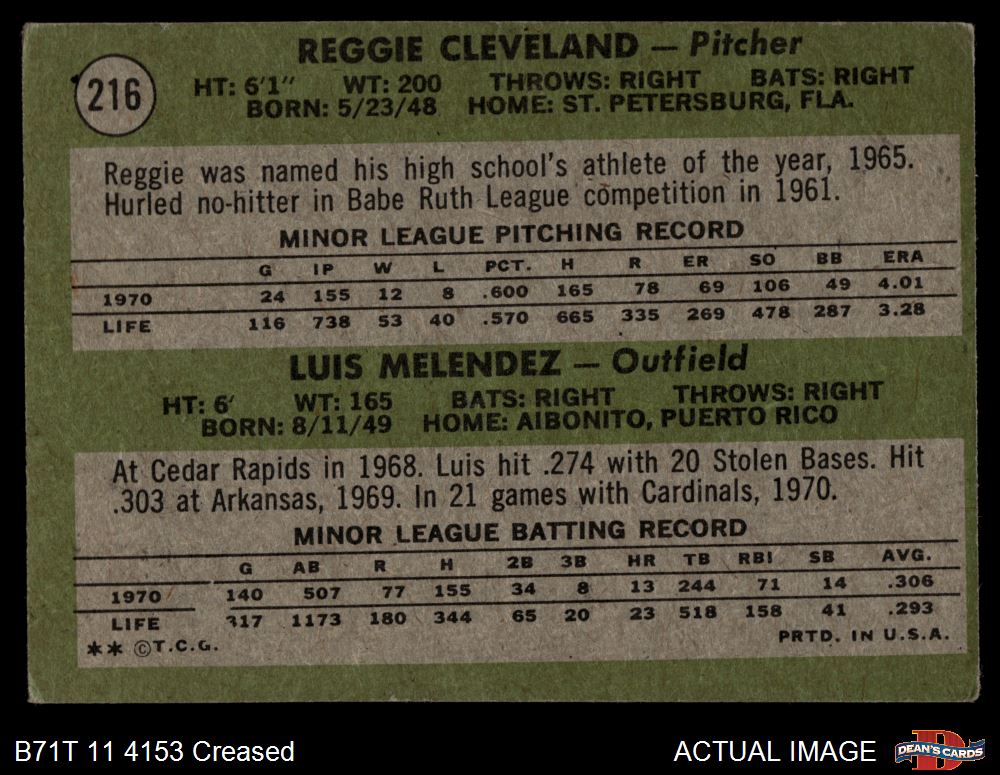 REGGIE CLEVELAND — Pitcher
216
HT: 6'1" WT: 200 THROWS: RIGHT BATS: RIGHT
BORN: 5/23/48 HOME: ST. PETERSBURG, FLA.
Reggie was named his high school's athlete of the year, 1965.
Hurled no-hitter in Babe Ruth League competition in 1961.
MINOR LEAGUE PITCHING RECORD
G IP W L PCT. H R ER SO BB ERA
1970 24 155 12 8 .600 165 78 69 106 49 4.01
LIFE 116 738 53 40 .570 665 335 269 478 287 3.28
LUIS MELENDEZ — Outfield
HT: 6' WT: 165 BATS: RIGHT THROWS: RIGHT
BORN: 8/11/49 HOME: AIBONITO, PUERTO RICO
At Cedar Rapids in 1968. Luis hit .274 with 20 Stolen Bases. Hit
.303 at Arkansas, 1969. In 21 games with Cardinals, 1970.
MINOR LEAGUE BATTING RECORD
G AB R H 2B 3B HR TB RBI SB AVG.
1970 140 507 77 155 34 8 13 244 71 14 .306
LIFE 317 1173 180 344 65 20 23 518 158 41 .293
** ©T.C.G. PRTD. IN U.S.A.
B71T 11 4153 Creased ACTUAL IMAGE DEAN'S CARDS